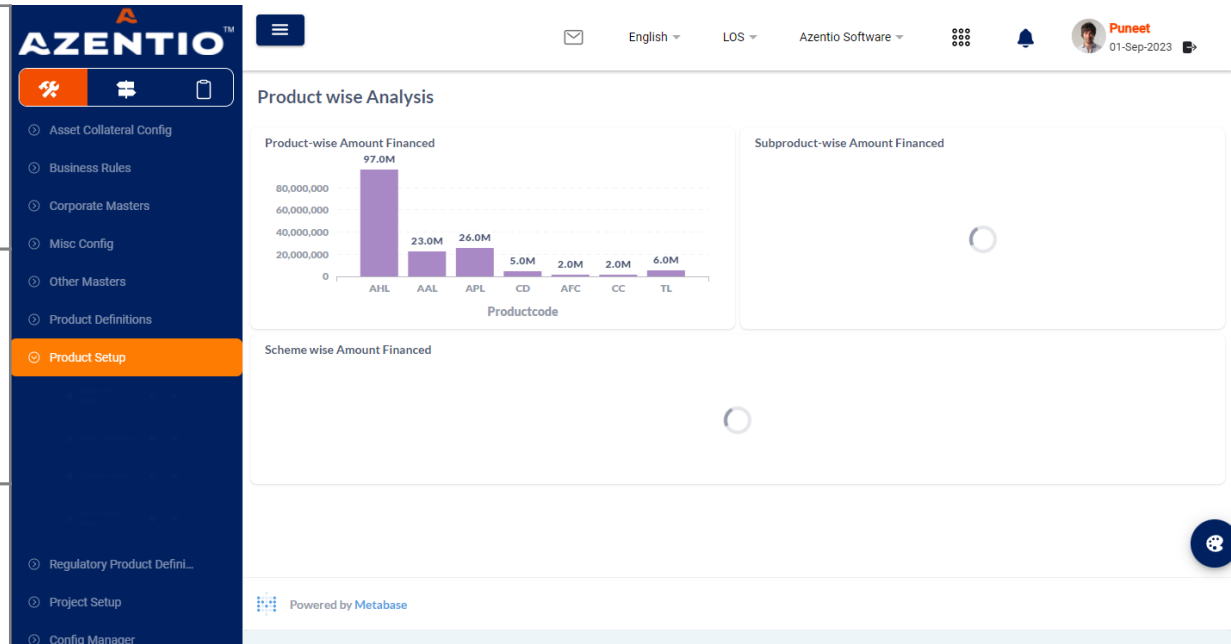 AZENTIO™
English
LOS
Azentio Software
Puneet
01-Sep-2023
Asset Collateral Config
Business Rules
Corporate Masters
Misc Config
Other Masters
Product Definitions
Product Setup
Regulatory Product Defini...
Project Setup
Config Manager
Product wise Analysis
Product-wise Amount Financed
97.0M
80,000,000
60,000,000
40,000,000
20,000,000
0
23.0M
26.0M
5.0M
2.0M
2.0M
6.0M
AHL AAL APL CD AFC CC TL
Productcode
Subproduct-wise Amount Financed
Scheme wise Amount Financed
Powered by Metabase